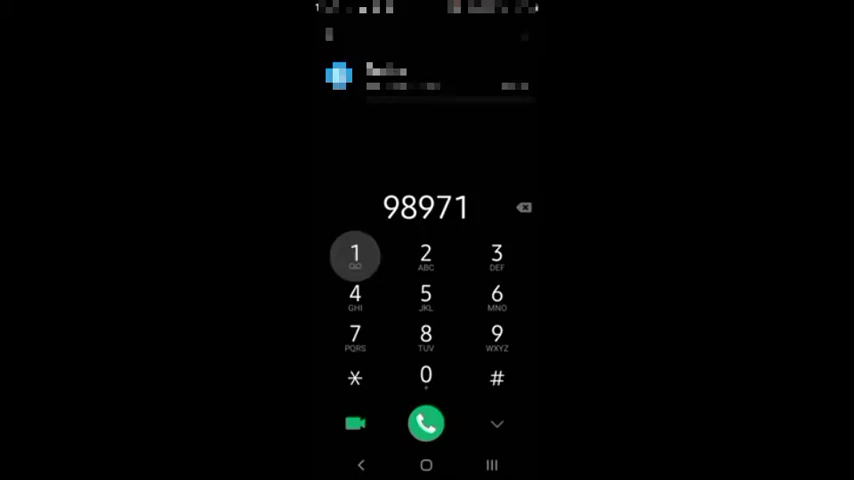 98971
1 2 3
ABC DEF
4 5 6
GHI JKL MNO
7 8 9
PQRS TUV WXYZ
* 0 #
+